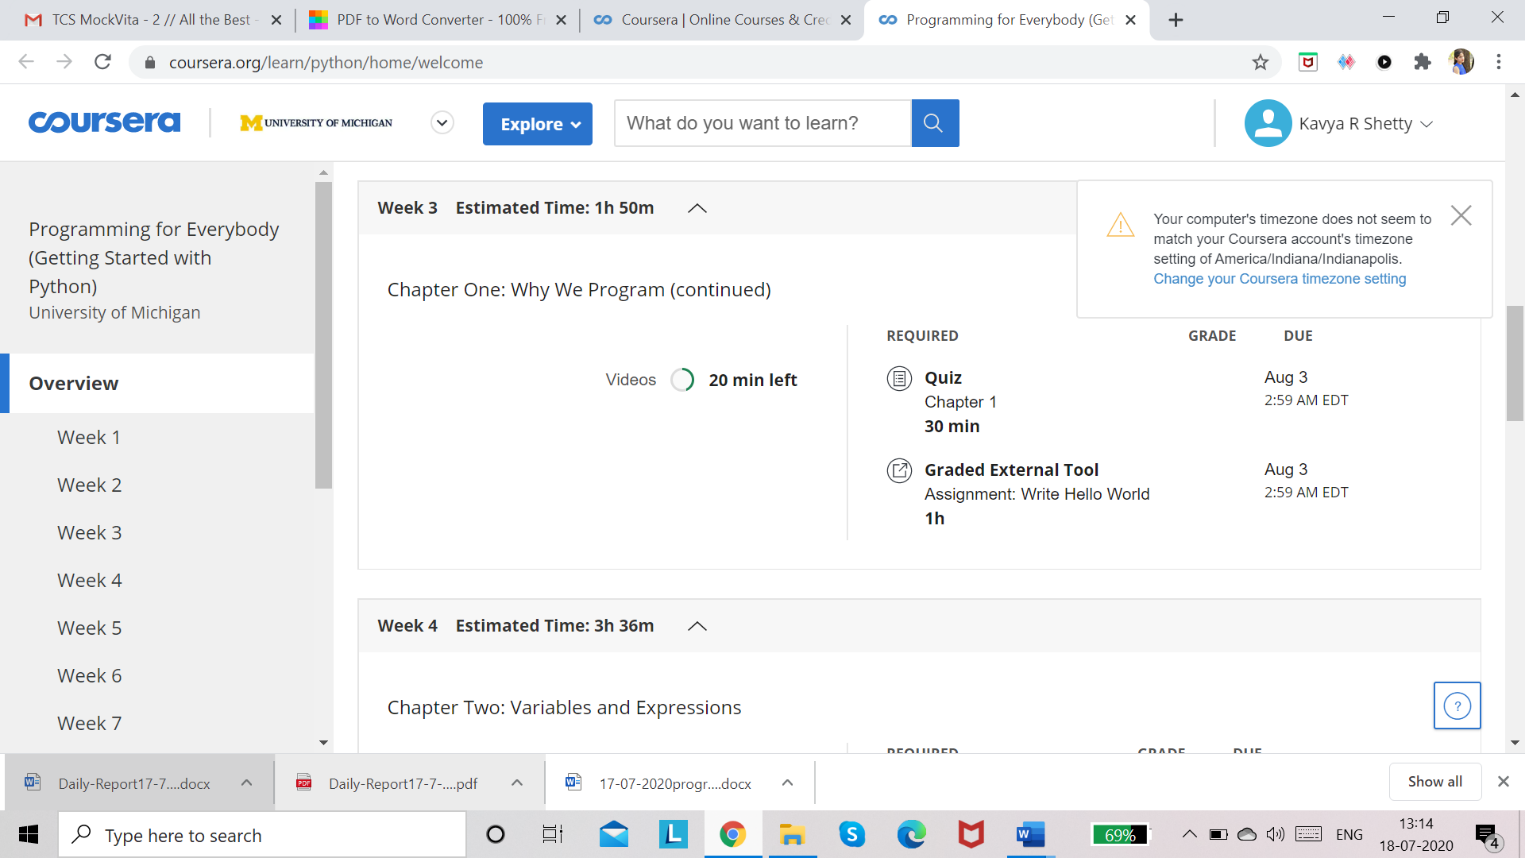 TCS MockVita - 2 // All the Best -
PDF to Word Converter - 100% F
Coursera | Online Courses & Cre
Programming for Everybody (Get
coursera.org/learn/python/home/welcome
coursera
UNIVERSITY OF MICHIGAN
Explore
What do you want to learn?
Kavya R Shetty
Programming for Everybody
(Getting Started with
Python)
University of Michigan
Overview
Week 1
Week 2
Week 3
Week 4
Week 5
Week 6
Week 7
Week 3 Estimated Time: 1h 50m
Your computer's timezone does not seem to
match your Coursera account's timezone
setting of America/Indiana/Indianapolis.
Change your Coursera timezone setting
Chapter One: Why We Program (continued)
Videos 20 min left
REQUIRED GRADE DUE
Quiz Aug 3
Chapter 1 2:59 AM EDT
30 min
Graded External Tool Aug 3
Assignment: Write Hello World 2:59 AM EDT
1h
Week 4 Estimated Time: 3h 36m
Chapter Two: Variables and Expressions
REQUIRED GRADE DUE
?
Daily-Report17-7....docx
PDF
Daily-Report17-7-....pdf
17-07-2020progr....docx
Show all
Type here to search
69%
ENG
13:14
18-07-2020
4